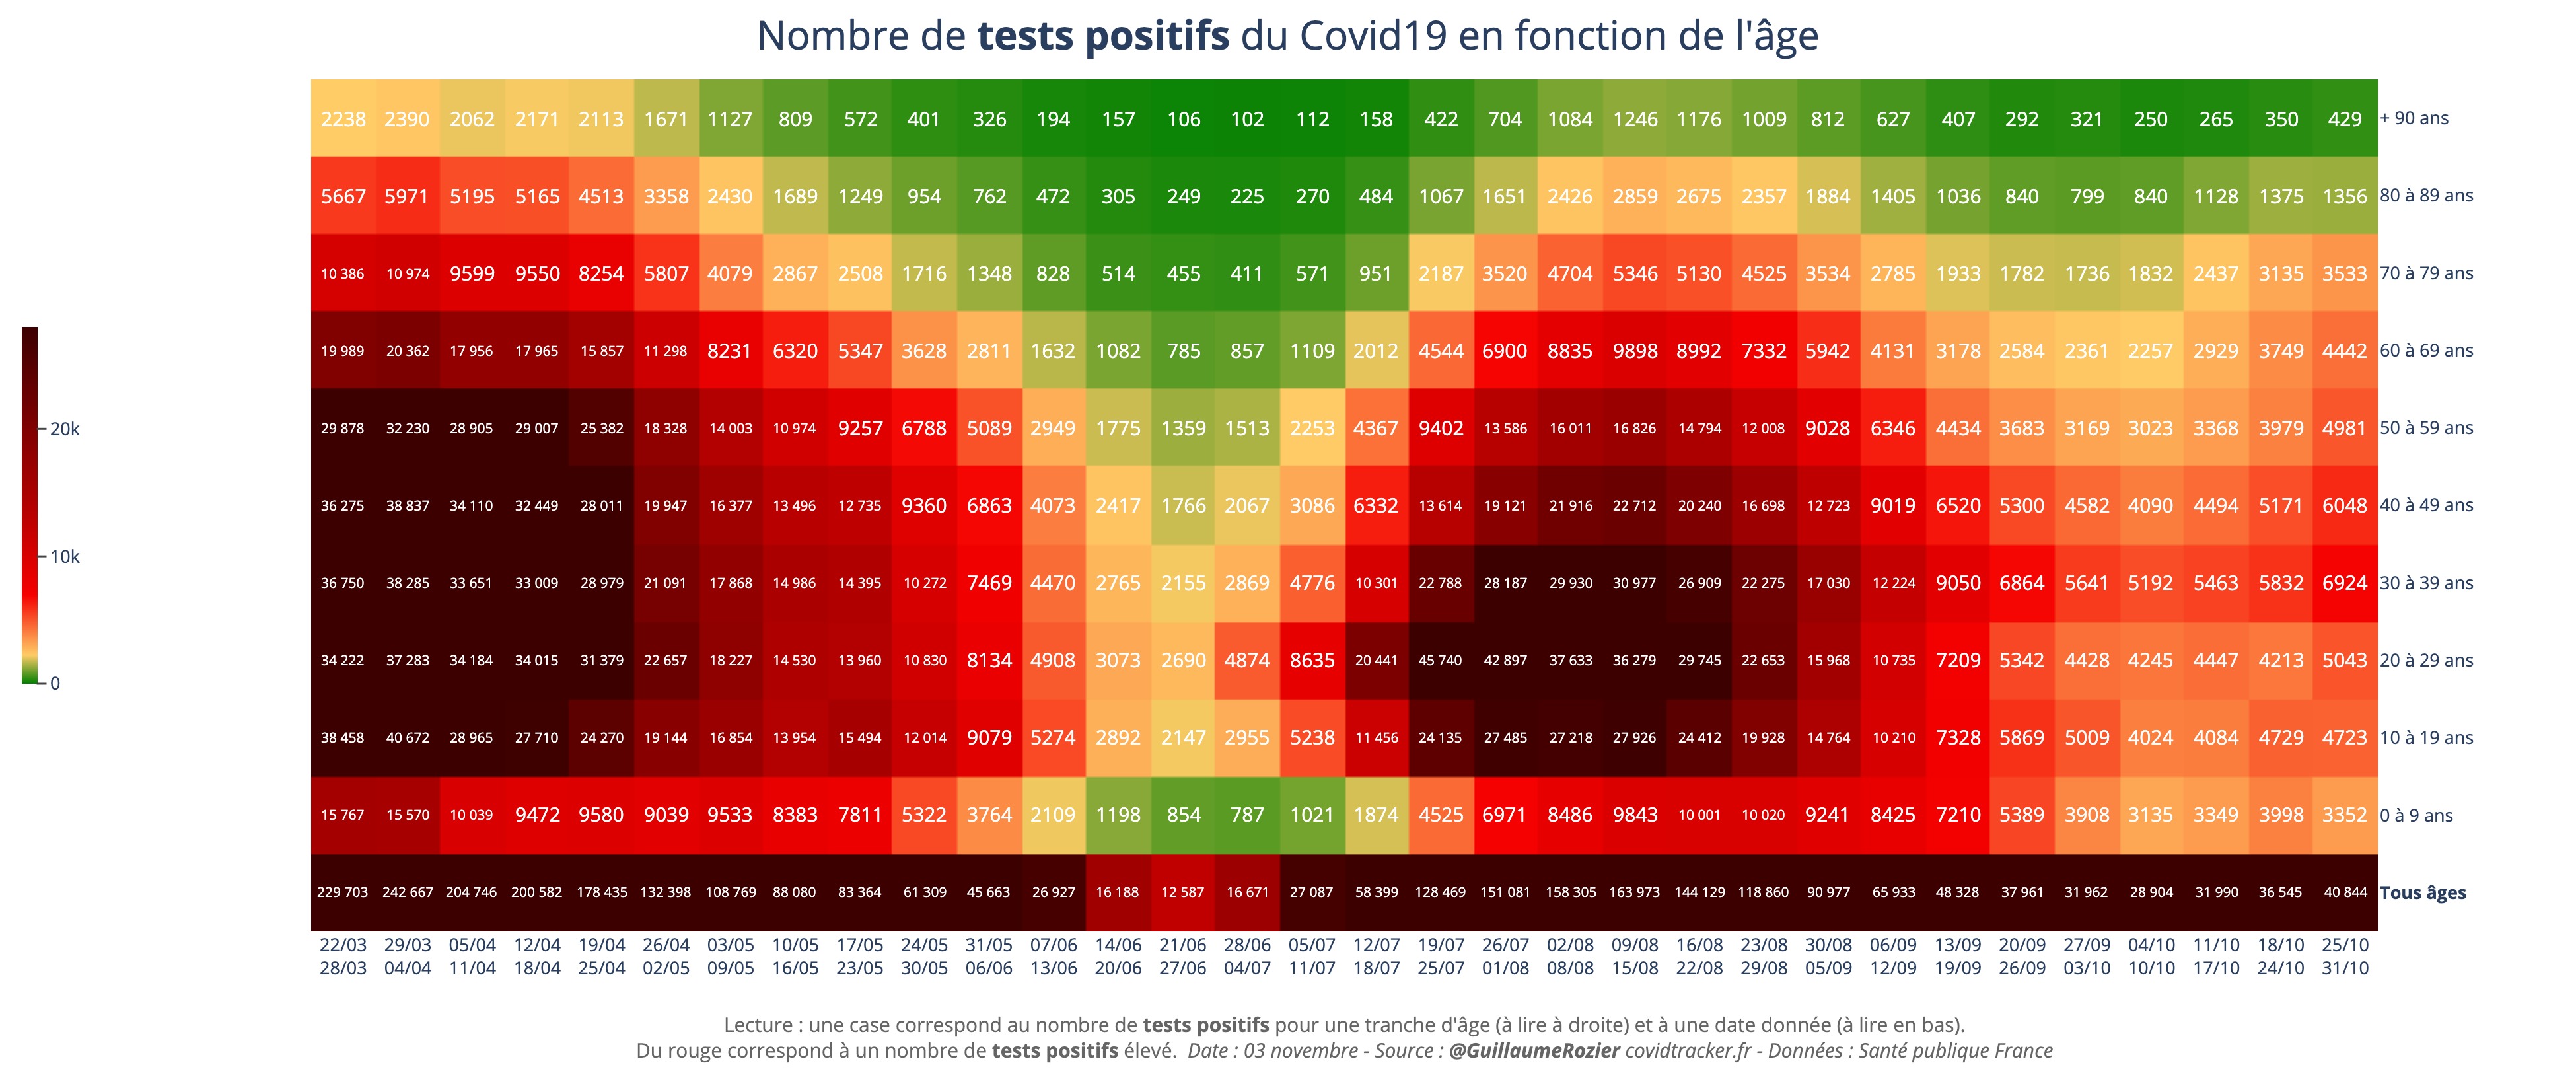 Nombre de tests positifs du Covid19 en fonction de l'âge
2238 2390 2062 2171 2113 1671 1127 809 572 401 326 194 157 106 102 112 158 422 704 1084 1246 1176 1009 812 627 407 292 321 250 265 350 429 + 90 ans
5667 5971 5195 5165 4513 3358 2430 1689 1249 954 762 472 305 249 225 270 484 1067 1651 2426 2859 2675 2357 1884 1405 1036 840 799 840 1128 1375 1356 80 à 89 ans
10 386 10 974 9599 9550 8254 5807 4079 2867 2508 1716 1348 828 514 455 411 571 951 2187 3520 4704 5346 5130 4525 3534 2785 1933 1782 1736 1832 2437 3135 3533 70 à 79 ans
19 989 20 362 17 956 17 965 15 857 11 298 8231 6320 5347 3628 2811 1632 1082 785 857 1109 2012 4544 6900 8835 9898 8992 7332 5942 4131 3178 2584 2361 2257 2929 3749 4442 60 à 69 ans
20k 29 878 32 230 28 905 29 007 25 382 18 328 14 003 10 974 9257 6788 5089 2949 1775 1359 1513 2253 4367 9402 13 586 16 011 16 826 14 794 12 008 9028 6346 4434 3683 3169 3023 3368 3979 4981 50 à 59 ans
36 275 38 837 34 110 32 449 28 011 19 947 16 377 13 496 12 735 9360 6863 4073 2417 1766 2067 3086 6332 13 614 19 121 21 916 22 712 20 240 16 698 12 723 9019 6520 5300 4582 4090 4494 5171 6048 40 à 49 ans
10k 36 750 38 285 33 651 33 009 28 979 21 091 17 868 14 986 14 395 10 272 7469 4470 2765 2155 2869 4776 10 301 22 788 28 187 29 930 30 977 26 909 22 275 17 030 12 224 9050 6864 5641 5192 5463 5832 6924 30 à 39 ans
0 34 222 37 283 34 184 34 015 31 379 22 657 18 227 14 530 13 960 10 830 8134 4908 3073 2690 4874 8635 20 441 45 740 42 897 37 633 36 279 29 745 22 653 15 968 10 735 7209 5342 4428 4245 4447 4213 5043 20 à 29 ans
38 458 40 672 28 965 27 710 24 270 19 144 16 854 13 954 15 494 12 014 9079 5274 2892 2147 2955 5238 11 456 24 135 27 485 27 218 27 926 24 412 19 928 14 764 10 210 7328 5869 5009 4024 4084 4729 4723 10 à 19 ans
15 767 15 570 10 039 9472 9580 9039 9533 8383 7811 5322 3764 2109 1198 854 787 1021 1874 4525 6971 8486 9843 10 001 10 020 9241 8425 7210 5389 3908 3135 3349 3998 3352 0 à 9 ans
229 703 242 667 204 746 200 582 178 435 132 398 108 769 88 080 83 364 61 309 45 663 26 927 16 188 12 587 16 671 27 087 58 399 128 469 151 081 158 305 163 973 144 129 118 860 90 977 65 933 48 328 37 961 31 962 28 904 31 990 36 545 40 844 Tous âges
22/03 29/03 05/04 12/04 19/04 26/04 03/05 10/05 17/05 24/05 31/05 07/06 14/06 21/06 28/06 05/07 12/07 19/07 26/07 02/08 09/08 16/08 23/08 30/08 06/09 13/09 20/09 27/09 04/10 11/10 18/10 25/10
28/03 04/04 11/04 18/04 25/04 02/05 09/05 16/05 23/05 30/05 06/06 13/06 20/06 27/06 04/07 11/07 18/07 25/07 01/08 08/08 15/08 22/08 29/08 05/09 12/09 19/09 26/09 03/10 10/10 17/10 24/10 31/10
Lecture : une case correspond au nombre de tests positifs pour une tranche d'âge (à lire à droite) et à une date donnée (à lire en bas).
Du rouge correspond à un nombre de tests positifs élevé. Date : 03 novembre - Source : @GuillaumeRozier covidtracker.fr - Données : Santé publique France